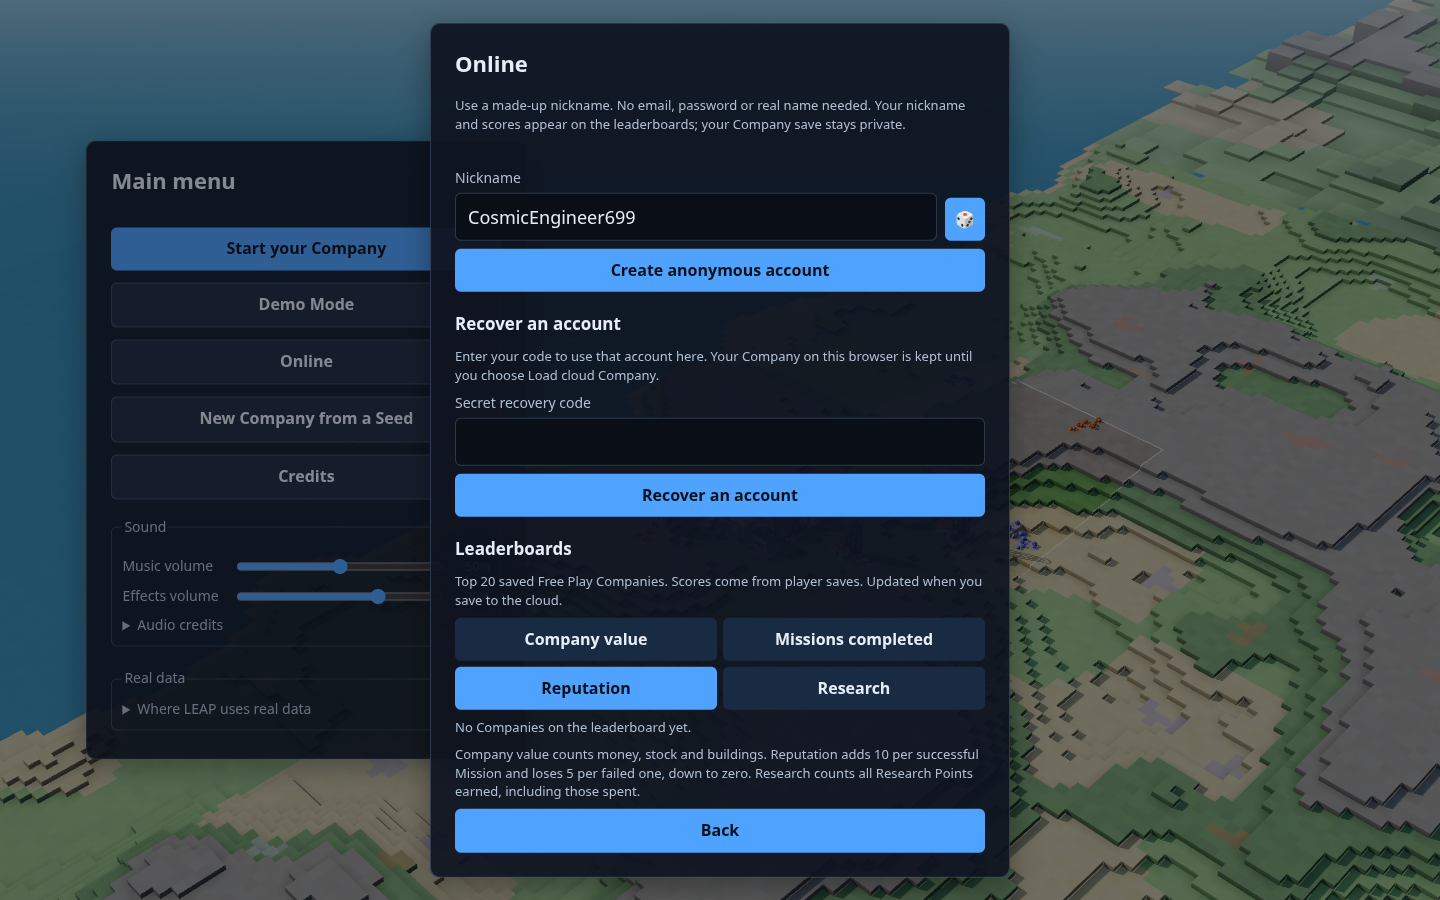 Online
Use a made-up nickname. No email, password or real name needed. Your nickname
and scores appear on the leaderboards; your Company save stays private.
Nickname
CosmicEngineer699
Create anonymous account
Recover an account
Enter your code to use that account here. Your Company on this browser is kept until
you choose Load cloud Company.
Secret recovery code
Recover an account
Leaderboards
Top 20 saved Free Play Companies. Scores come from player saves. Updated when you
save to the cloud.
Company value
Missions completed
Reputation
Research
No Companies on the leaderboard yet.
Company value counts money, stock and buildings. Reputation adds 10 per successful
Mission and loses 5 per failed one, down to zero. Research counts all Research Points
earned, including those spent.
Back
Main menu
Start your Company
Demo Mode
Online
New Company from a Seed
Credits
Sound
Music volume
Effects volume
Audio credits
Real data
Where LEAP uses real data